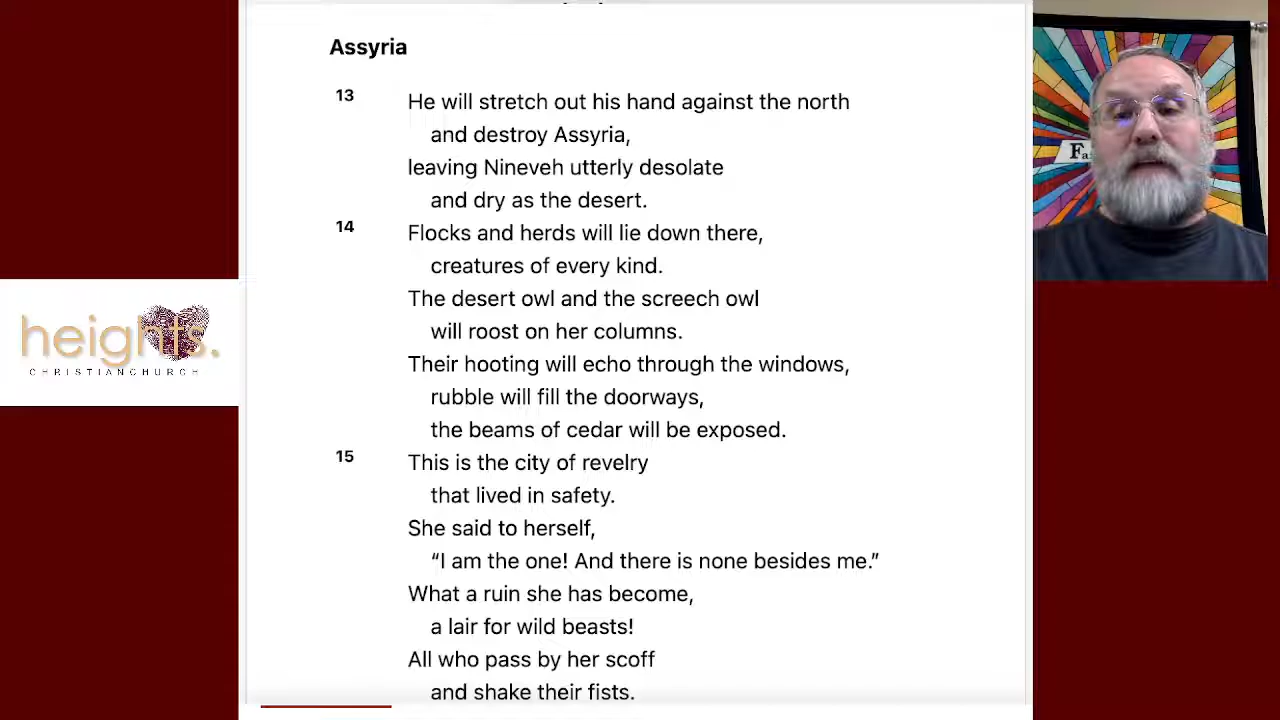 Assyria
13 He will stretch out his hand against the north
and destroy Assyria,
leaving Nineveh utterly desolate
and dry as the desert.
14 Flocks and herds will lie down there,
creatures of every kind.
The desert owl and the screech owl
will roost on her columns.
Their hooting will echo through the windows,
rubble will fill the doorways,
the beams of cedar will be exposed.
15 This is the city of revelry
that lived in safety.
She said to herself,
“I am the one! And there is none besides me.”
What a ruin she has become,
a lair for wild beasts!
All who pass by her scoff
and shake their fists.
heights.
CHRISTIANCHURCH